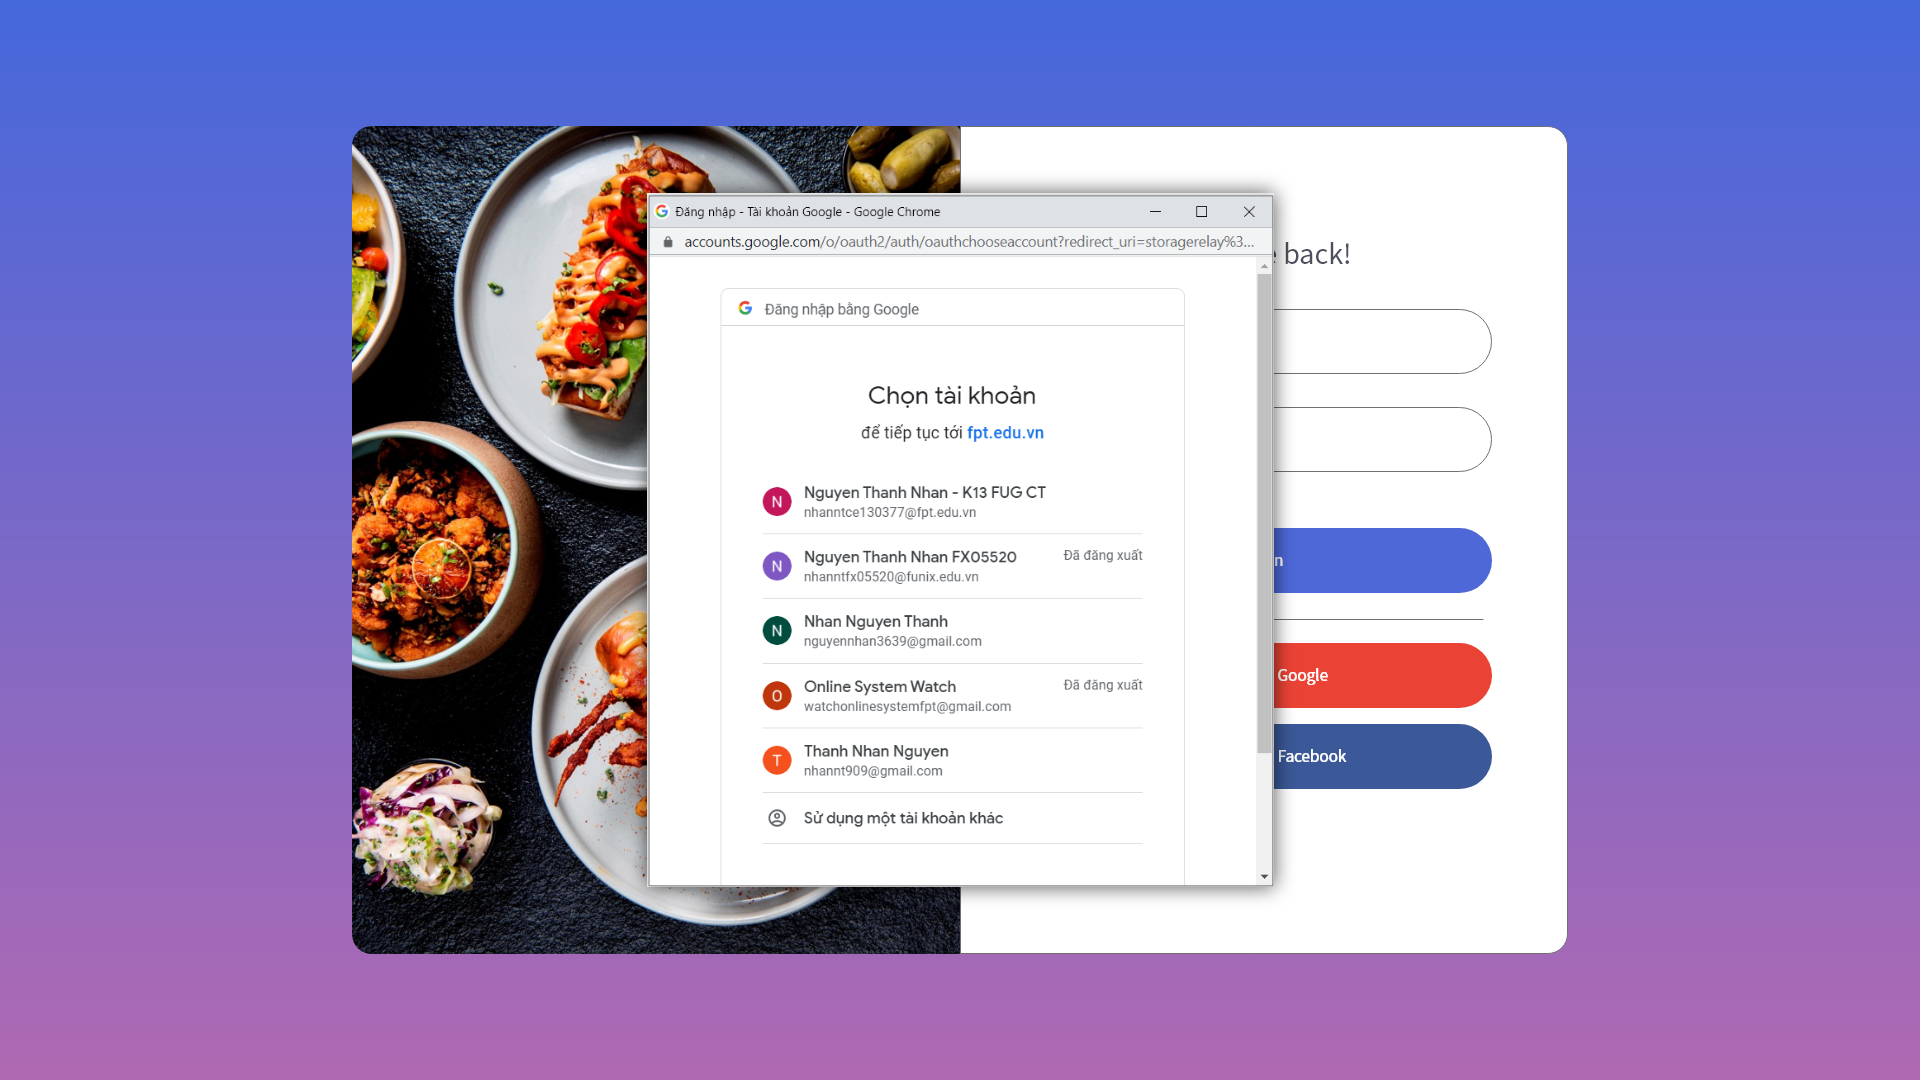 Đăng nhập - Tài khoản Google - Google Chrome
accounts.google.com/o/oauth2/auth/oauthchooseaccount?redirect_uri=storagerelay%3...
back!
Đăng nhập bằng Google
Chọn tài khoản
để tiếp tục tới fpt.edu.vn
N
Nguyen Thanh Nhan - K13 FUG CT
nhanntce130377@fpt.edu.vn
N
Nguyen Thanh Nhan FX05520
Đã đăng xuất
nhanntfx05520@funix.edu.vn
N
Nhan Nguyen Thanh
nguyennhan3639@gmail.com
O
Online System Watch
Đã đăng xuất
watchonlinesystemfpt@gmail.com
T
Thanh Nhan Nguyen
nhannt909@gmail.com
Sử dụng một tài khoản khác
n
Google
Facebook